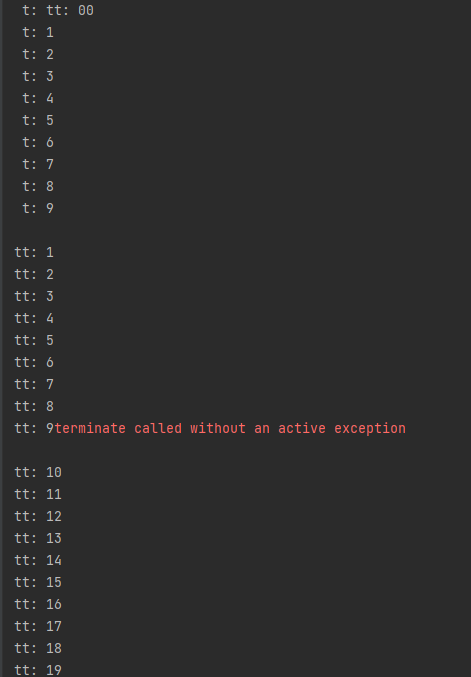 t: tt: 00
t: 1
t: 2
t: 3
t: 4
t: 5
t: 6
t: 7
t: 8
t: 9
tt: 1
tt: 2
tt: 3
tt: 4
tt: 5
tt: 6
tt: 7
tt: 8
tt: 9terminate called without an active exception
tt: 10
tt: 11
tt: 12
tt: 13
tt: 14
tt: 15
tt: 16
tt: 17
tt: 18
tt: 19